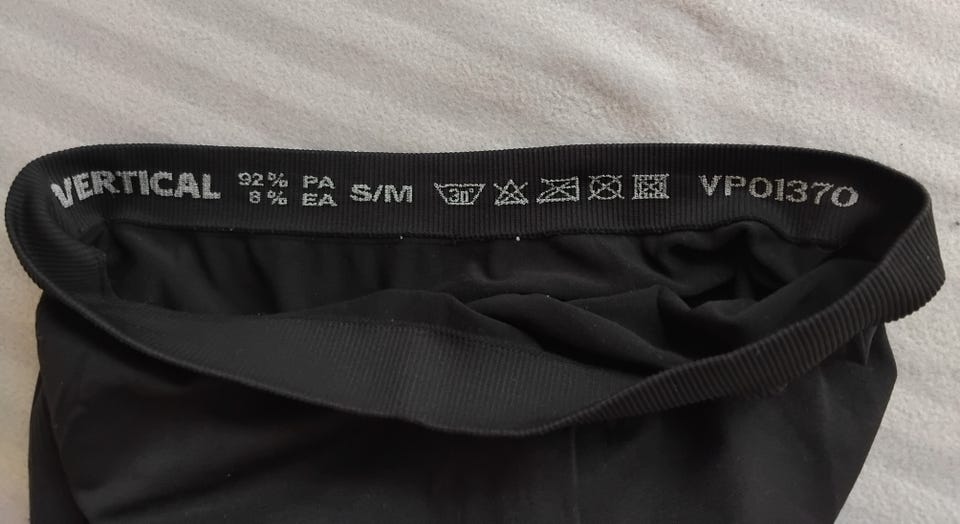 VERTICAL
92% PA
8% EA
S/M
30°
VP01370